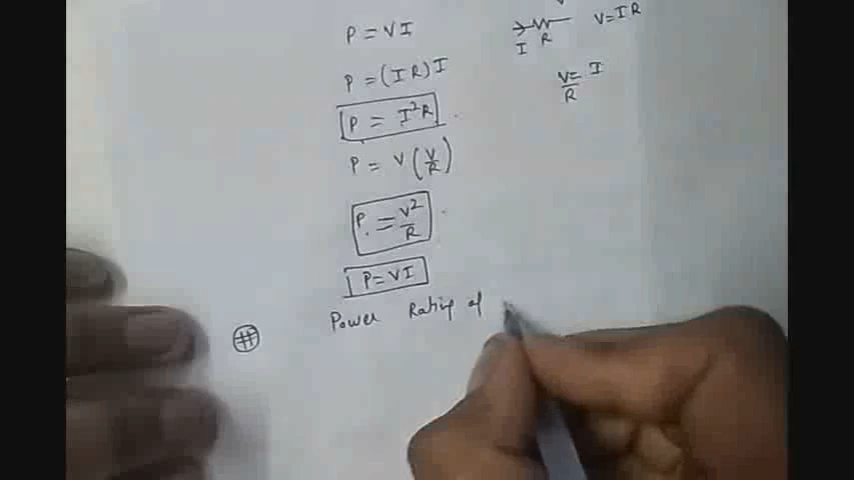 P = VI
P = (IR)I
P = I²R
P = V(V/R)
P. = V²/R
P=VI
Power Rating of
V
I R
V=IR
V/R = I
#